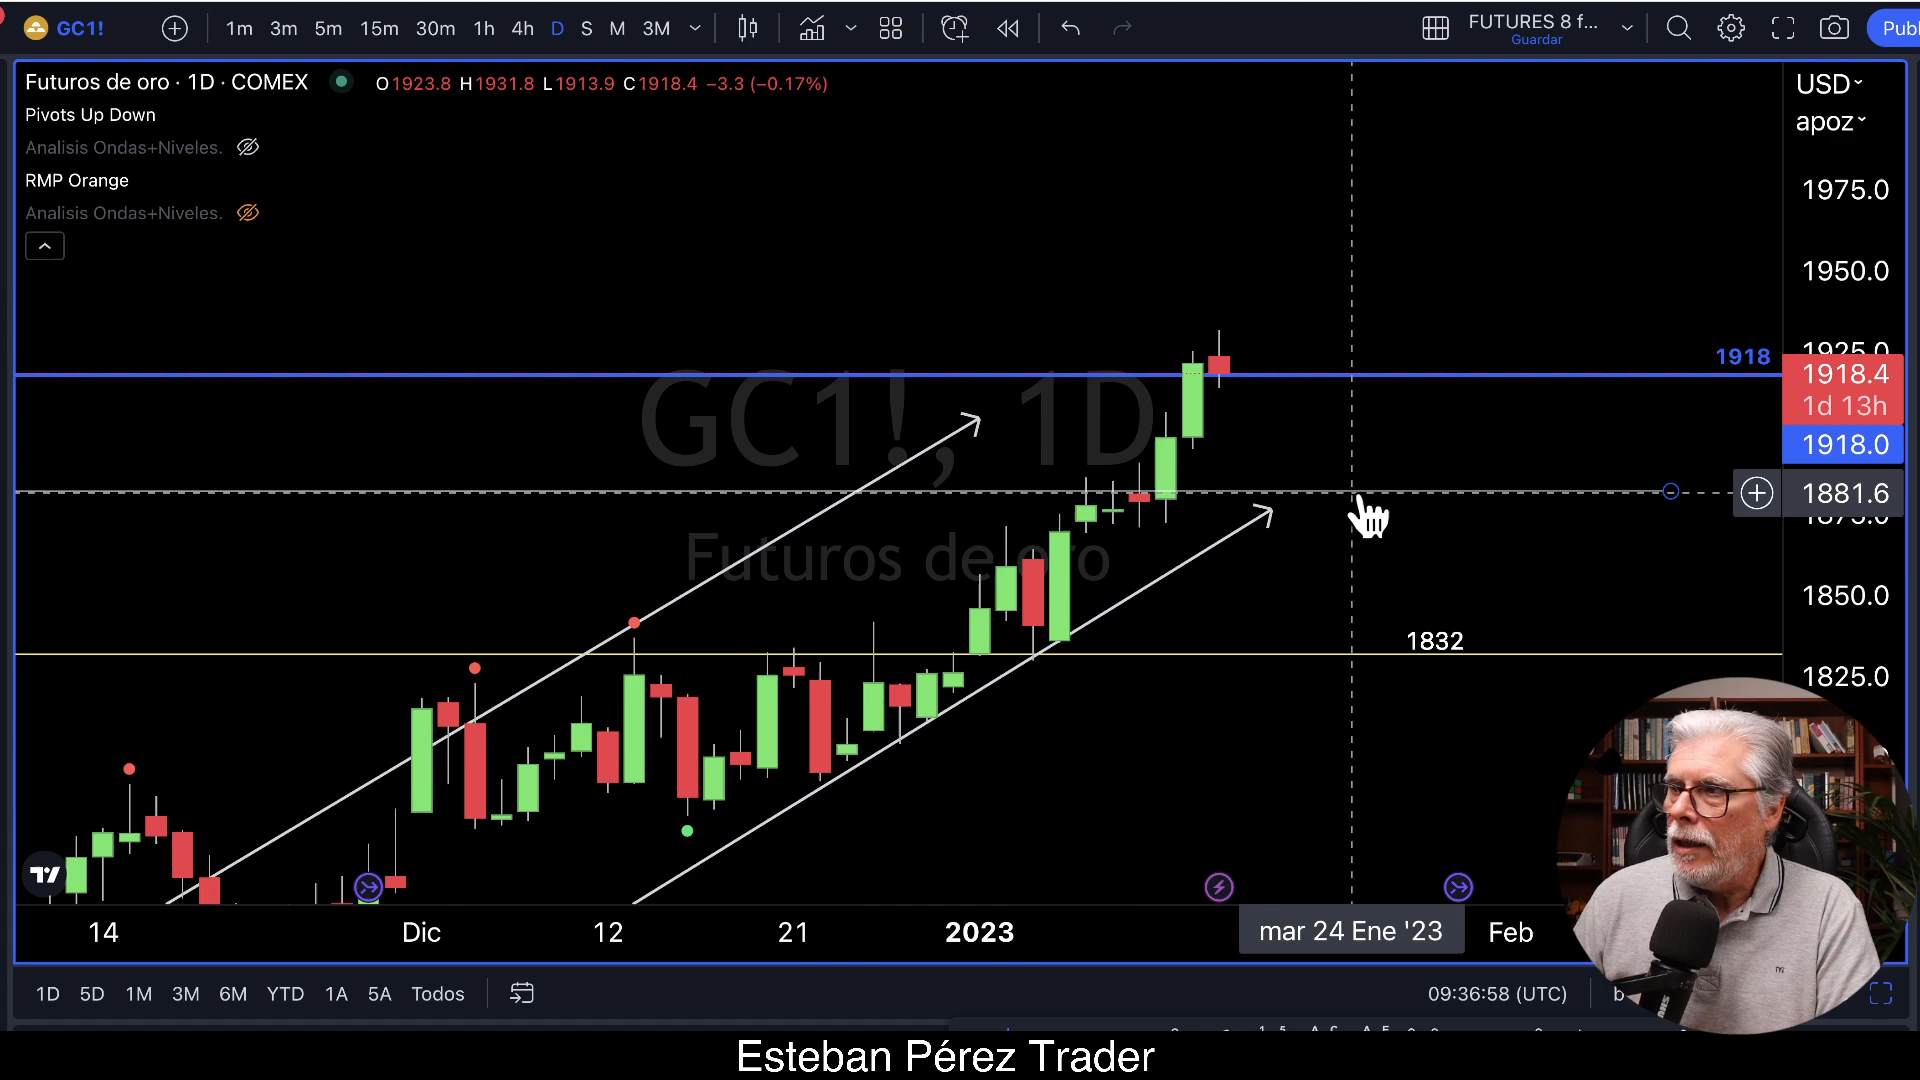 GC1! 1m 3m 5m 15m 30m 1h 4h D S M 3M FUTURES 8 f... Guardar Publ
Futuros de oro · 1D · COMEX O1923.8 H1931.8 L1913.9 C1918.4 −3.3 (−0.17%)
Pivots Up Down
Analisis Ondas+Niveles.
RMP Orange
Analisis Ondas+Niveles.
USD
apoz
1975.0
1950.0
1925.0
1918
1918.4
1d 13h
1918.0
1881.6
1875.0
1850.0
1832
1825.0
GC1!, 1D
Futuros de oro
14 Dic 12 21 2023 mar 24 Ene '23 Feb
1D 5D 1M 3M 6M YTD 1A 5A Todos 09:36:58 (UTC)
Esteban Pérez Trader